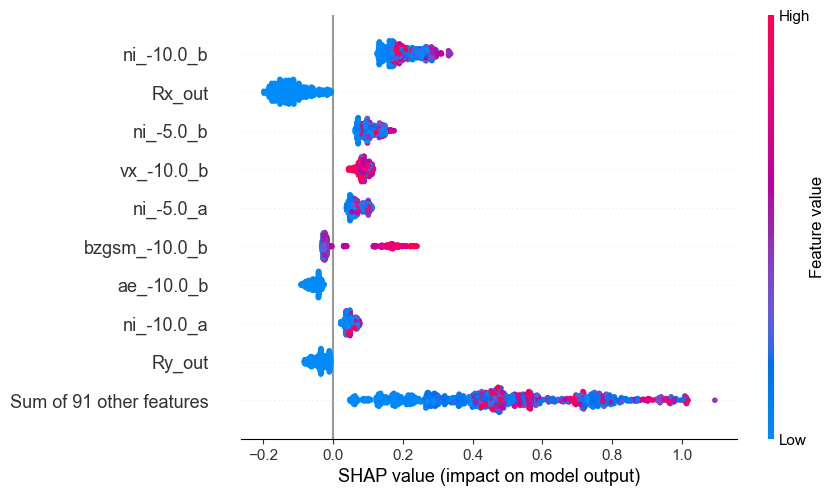 High
ni_-10.0_b
Rx_out
ni_-5.0_b
vx_-10.0_b
ni_-5.0_a
bzgsm_-10.0_b
ae_-10.0_b
ni_-10.0_a
Ry_out
Sum of 91 other features
Feature value
Low
−0.2 0.0 0.2 0.4 0.6 0.8 1.0
SHAP value (impact on model output)